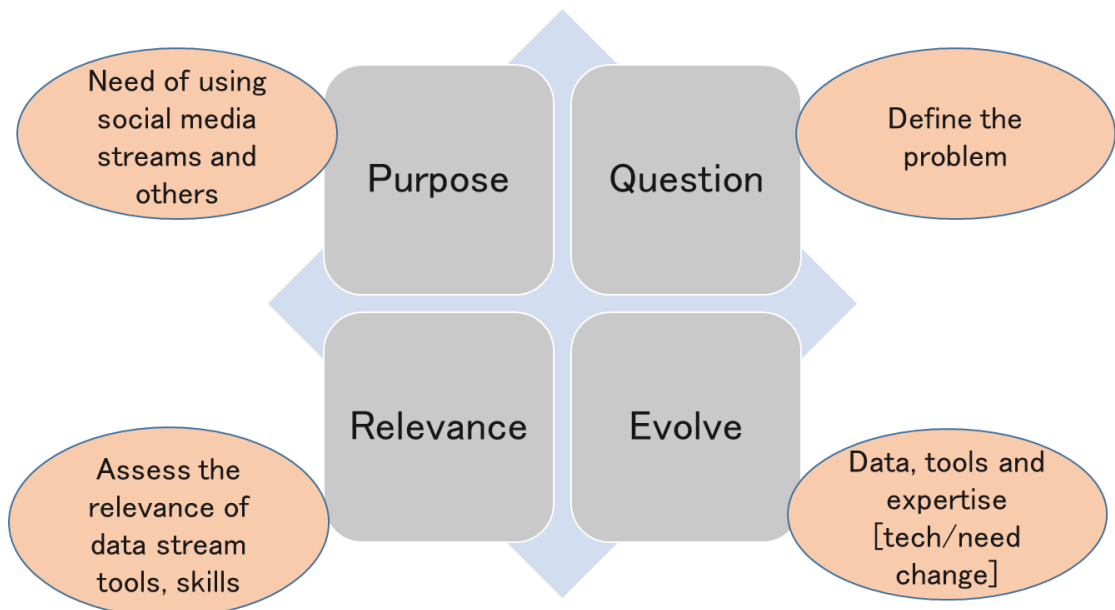 Need of using
social media
streams and
others
Purpose
Question
Define the
problem
Relevance
Evolve
Assess the
relevance of
data stream
tools, skills
Data, tools and
expertise
[tech/need
change]